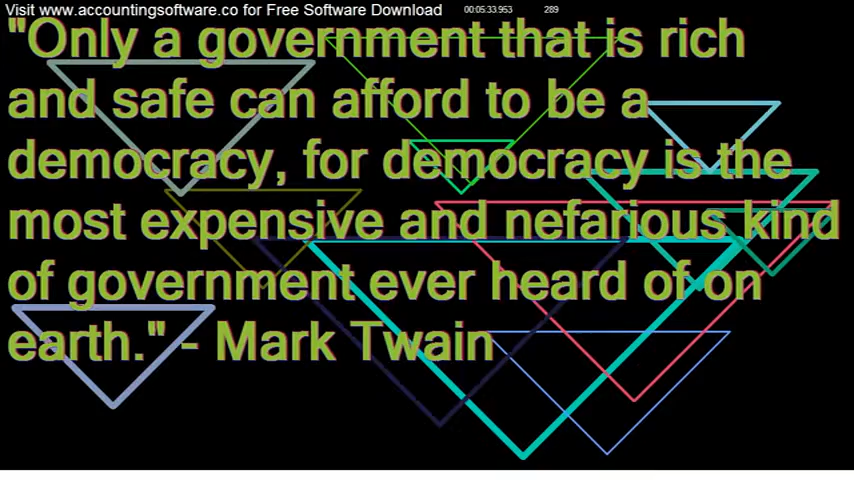 Visit www.accountingsoftware.co for Free Software Download 00:05:33.953 289
"Only a government that is rich
and safe can afford to be a
democracy, for democracy is the
most expensive and nefarious kind
of government ever heard of on
earth." - Mark Twain